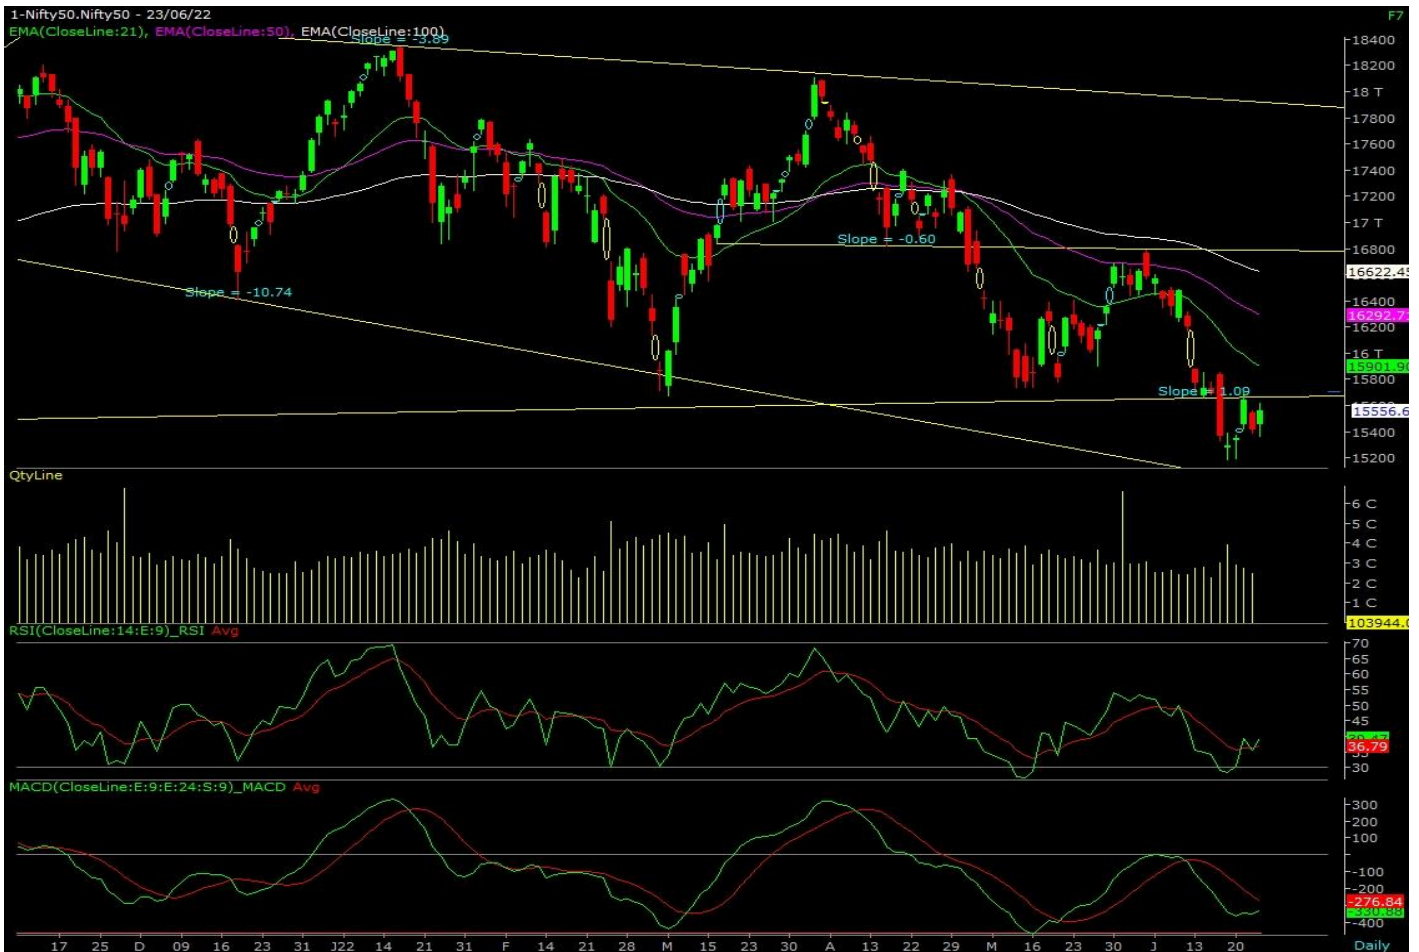 1-Nifty50.Nifty50 - 23/06/22
F7
EMA(CloseLine:21), EMA(CloseLine:50), EMA(CloseLine:100)
Slope = -3.89
18400
18200
18 T
17800
17600
17400
17200
17 T
16800
Slope = -0.60
16622.45
Slope = -10.74
16400
16292.71
16200
16 T
15901.90
15800
Slope = 1.09
15556.6
15400
15200
QtyLine
6 C
5 C
4 C
3 C
2 C
1 C
103944.0
RSI(CloseLine:14:E:9)_RSI Avg
70
65
60
55
50
45
36.79
30
MACD(CloseLine:E:9:E:24:S:9)_MACD Avg
300
200
100
-100
-200
-276.84
-330.88
-400
17 25 D 09 16 23 31 J22 14 21 31 F 14 21 28 M 15 23 A 13 22 M 16 23 30 J 13 20 Daily